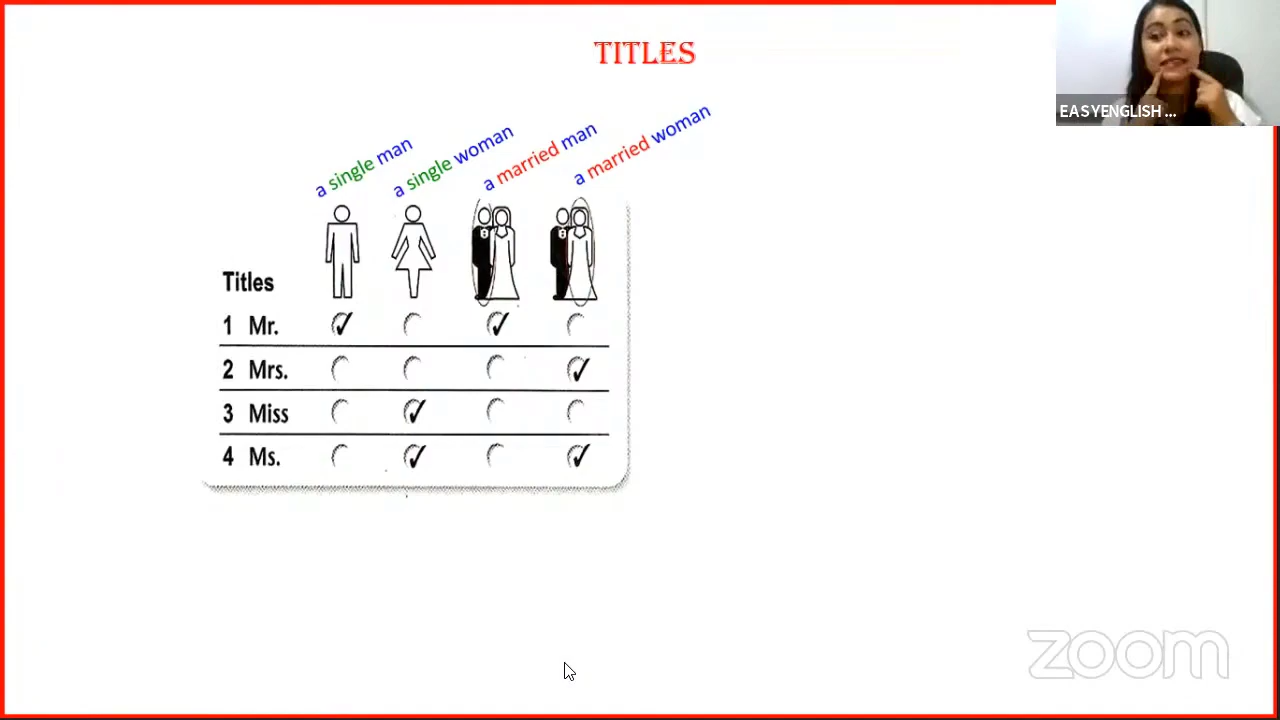 TITLES
EASYENGLISH ...
a single man
a single woman
a married man
a married woman
Titles
1 Mr.
2 Mrs.
3 Miss
4 Ms.
zoom